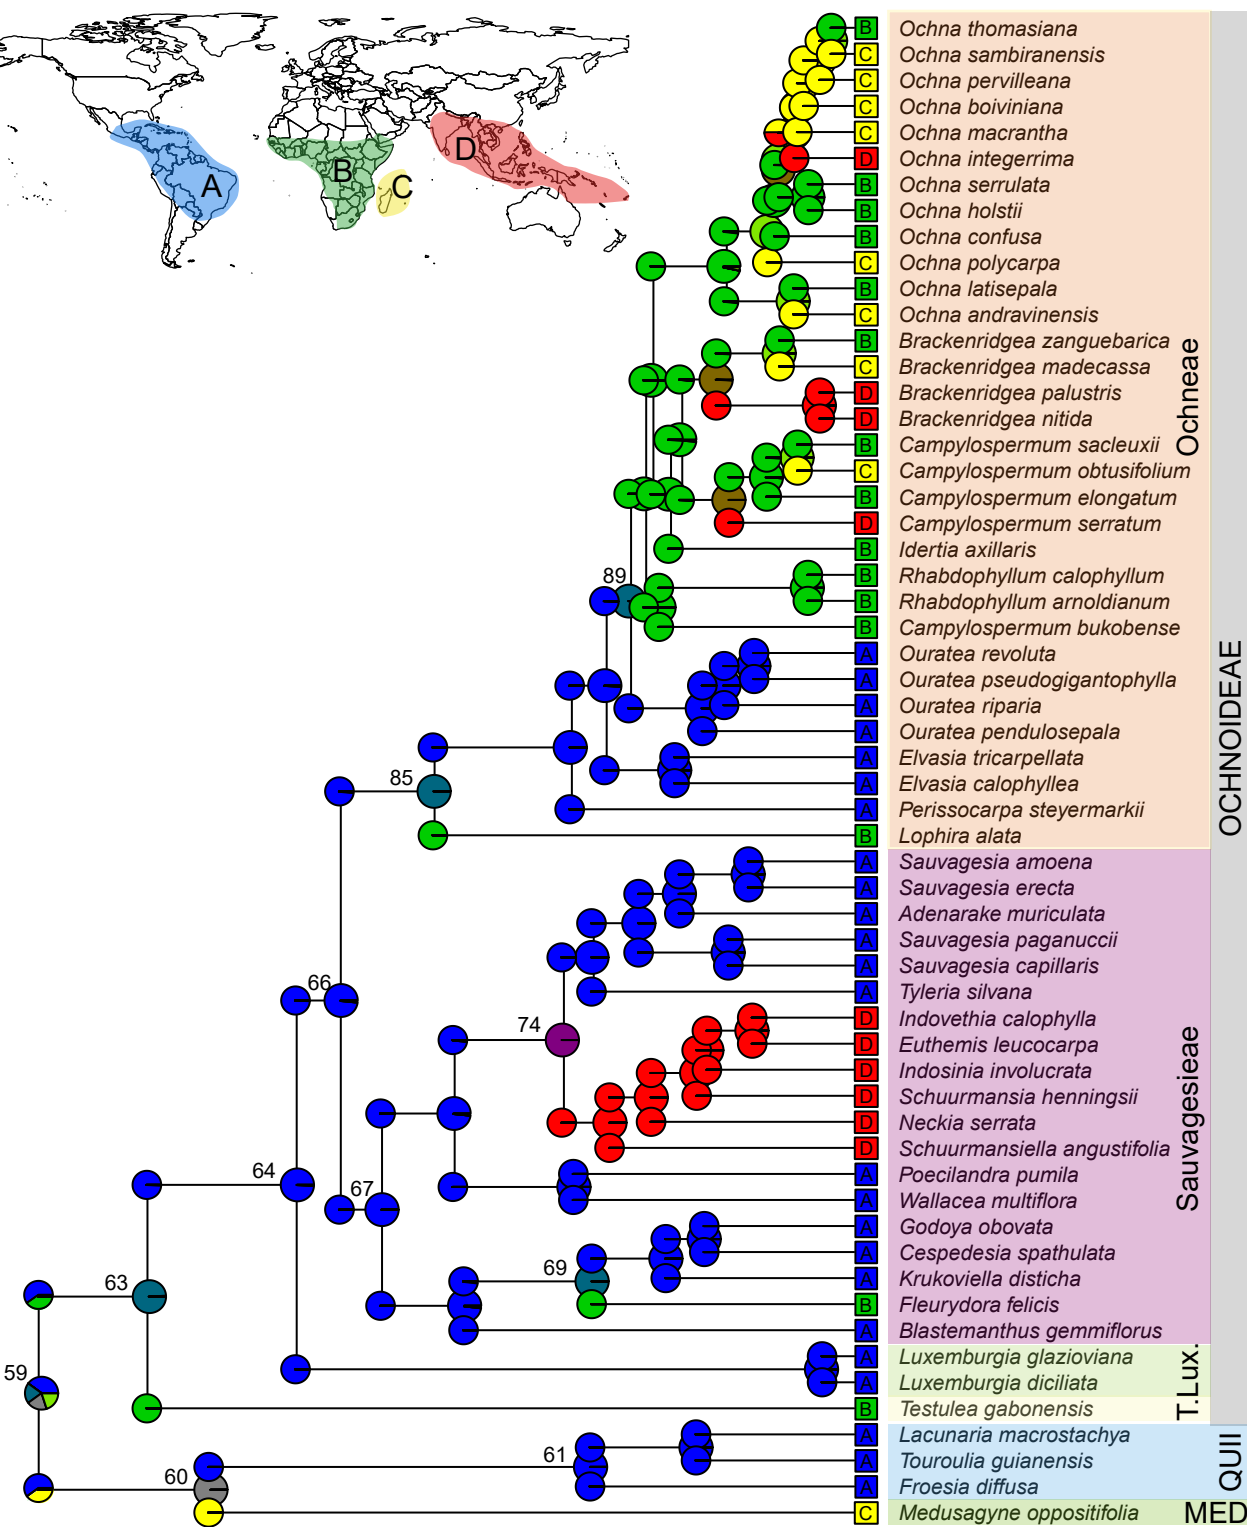 A
B
C
D
B Ochna thomasiana
C Ochna sambiranensis
C Ochna pervilleana
C Ochna boiviniana
C Ochna macrantha
D Ochna integerrima
B Ochna serrulata
B Ochna holstii
B Ochna confusa
C Ochna polycarpa
B Ochna latisepala
C Ochna andravinensis
B Brackenridgea zanguebarica
C Brackenridgea madecassa
D Brackenridgea palustris
D Brackenridgea nitida
B Campylospermum sacleuxii
C Campylospermum obtusifolium
B Campylospermum elongatum
D Campylospermum serratum
B Idertia axillaris
89
B Rhabdophyllum calophyllum
B Rhabdophyllum arnoldianum
B Campylospermum bukobense
A Ouratea revoluta
A Ouratea pseudogigantophylla
A Ouratea riparia
A Ouratea pendulosepala
A Elvasia tricarpellata
85
A Elvasia calophyllea
A Perissocarpa steyermarkii
B Lophira alata
Ochneae
A Sauvagesia amoena
A Sauvagesia erecta
A Adenarake muriculata
A Sauvagesia paganuccii
A Sauvagesia capillaris
66
A Tyleria silvana
74
D Indovethia calophylla
D Euthemis leucocarpa
D Indosinia involucrata
D Schuurmansia henningsii
D Neckia serrata
D Schuurmansiella angustifolia
64
A Poecilandra pumila
67
A Wallacea multiflora
A Godoya obovata
A Cespedesia spathulata
63
69
A Krukoviella disticha
B Fleurydora felicis
A Blastemanthus gemmiflorus
Sauvagesieae
A Luxemburgia glazioviana
59
A Luxemburgia diciliata
B Testulea gabonensis
T.Lux.
OCHNOIDEAE
A Lacunaria macrostachya
61
A Touroulia guianensis
60
A Froesia diffusa
QUII
C Medusagyne oppositifolia
MED